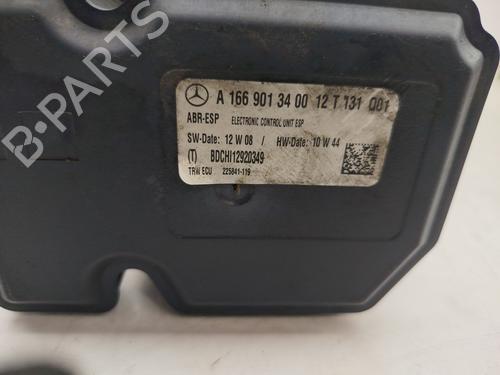 A 166 901 34 00 12 T 131 001
ABR-ESP ELECTRONIC CONTROL UNIT ESP
SW-Date: 12 W 08 / HW-Date: 10 W 44
(T) BDCHI12920349
TRW ECU 225841-119
B-PARTS